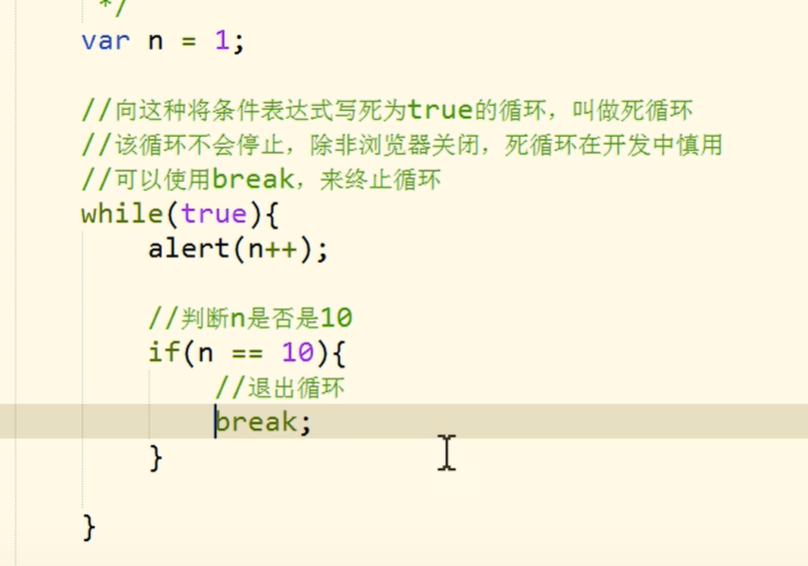 */
var n = 1;
//向这种将条件表达式写死为true的循环，叫做死循环
//该循环不会停止，除非浏览器关闭，死循环在开发中慎用
//可以使用break，来终止循环
while(true){
alert(n++);
//判断n是否是10
if(n == 10){
//退出循环
break;
}
}